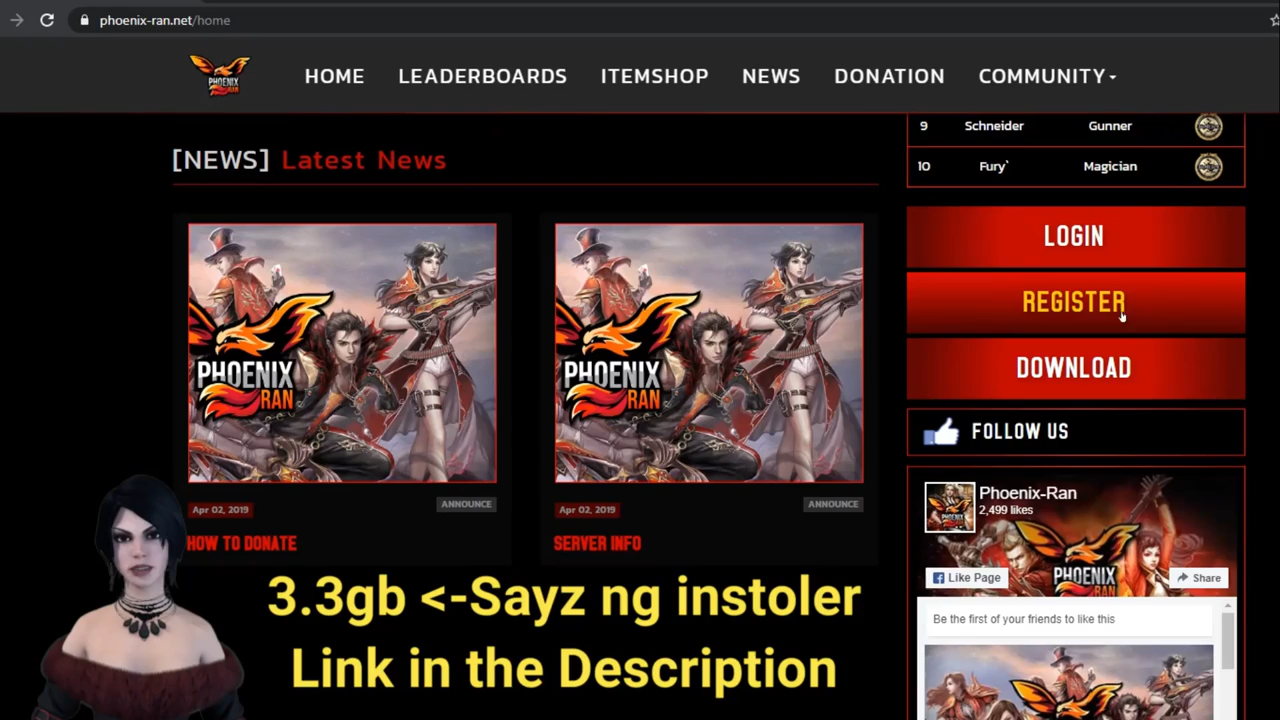 phoenix-ran.net/home
PHOENIX
RAN
HOME
LEADERBOARDS
ITEMSHOP
NEWS
DONATION
COMMUNITY
9 Schneider Gunner
10 Fury` Magician
[NEWS] Latest News
PHOENIX
RAN
Apr 02, 2019
ANNOUNCE
HOW TO DONATE
PHOENIX
RAN
Apr 02, 2019
ANNOUNCE
SERVER INFO
LOGIN
REGISTER
DOWNLOAD
FOLLOW US
Phoenix-Ran
2,499 likes
PHOENIX
RAN
Like Page
Share
Be the first of your friends to like this
3.3gb <-Sayz ng instoler
Link in the Description